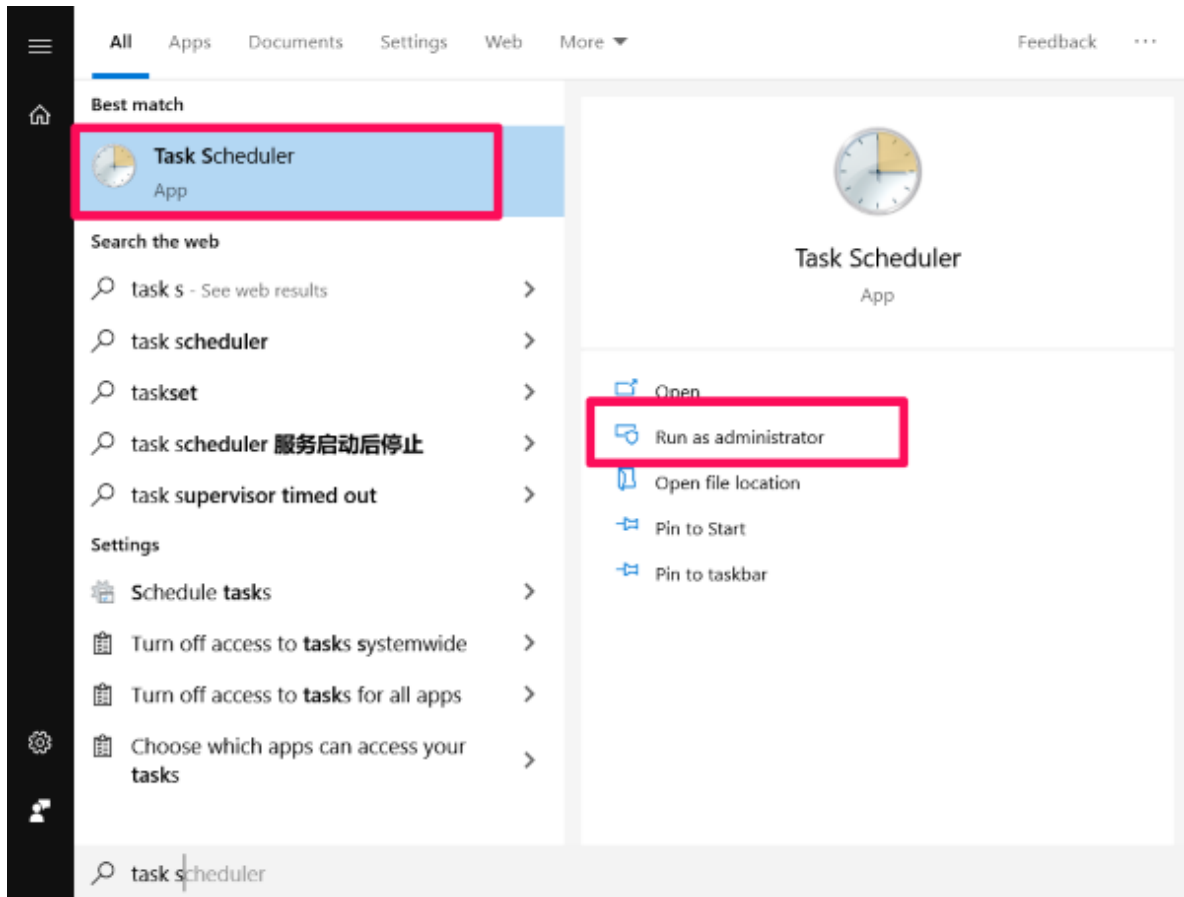 All Apps Documents Settings Web More Feedback ...
Best match
Task Scheduler
App
Search the web
task s - See web results
task scheduler
taskset
task scheduler 服务启动后停止
task supervisor timed out
Settings
Schedule tasks
Turn off access to tasks systemwide
Turn off access to tasks for all apps
Choose which apps can access your
tasks
Task Scheduler
App
Open
Run as administrator
Open file location
Pin to Start
Pin to taskbar
task scheduler